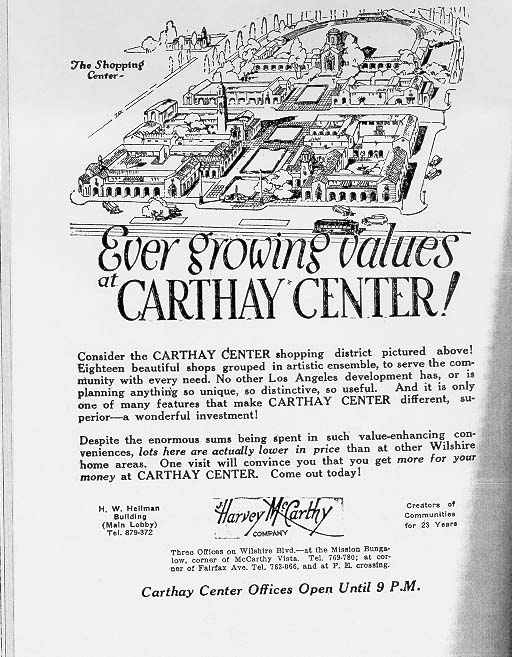 The Shopping
Center~
Ever growing values
at CARTHAY CENTER!
Consider the CARTHAY CENTER shopping district pictured above!
Eighteen beautiful shops grouped in artistic ensemble, to serve the com-
munity with every need. No other Los Angeles development has, or is
planning anything so unique, so distinctive, so useful. And it is only
one of many features that make CARTHAY CENTER different, su-
perior—a wonderful investment!
Despite the enormous sums being spent in such value-enhancing con-
veniences, lots here are actually lower in price than at other Wilshire
home areas. One visit will convince you that you get more for your
money at CARTHAY CENTER. Come out today!
H. W. Hellman
Building
(Main Lobby)
Tel. 879-372
Harvey McCarthy
COMPANY
Creators of
Communities
for 23 Years
Three Offices on Wilshire Blvd.—at the Mission Bunga-
low, corner of McCarthy Vista. Tel. 769-780; at cor-
ner of Fairfax Ave. Tel. 763-066, and at P. E. crossing.
Carthay Center Offices Open Until 9 P.M.